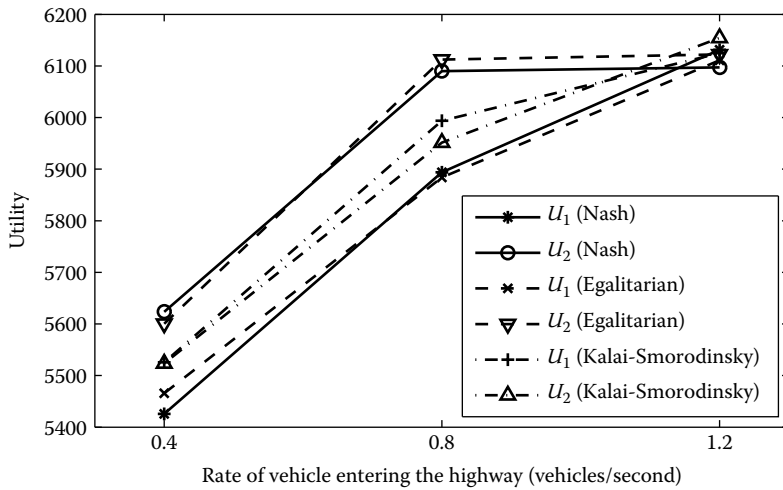 6200
6100
6000
5900
5800
5700
5600
5500
5400
Utility
U1 (Nash)
U2 (Nash)
U1 (Egalitarian)
U2 (Egalitarian)
U1 (Kalai-Smorodinsky)
U2 (Kalai-Smorodinsky)
0.4
0.8
1.2
Rate of vehicle entering the highway (vehicles/second)